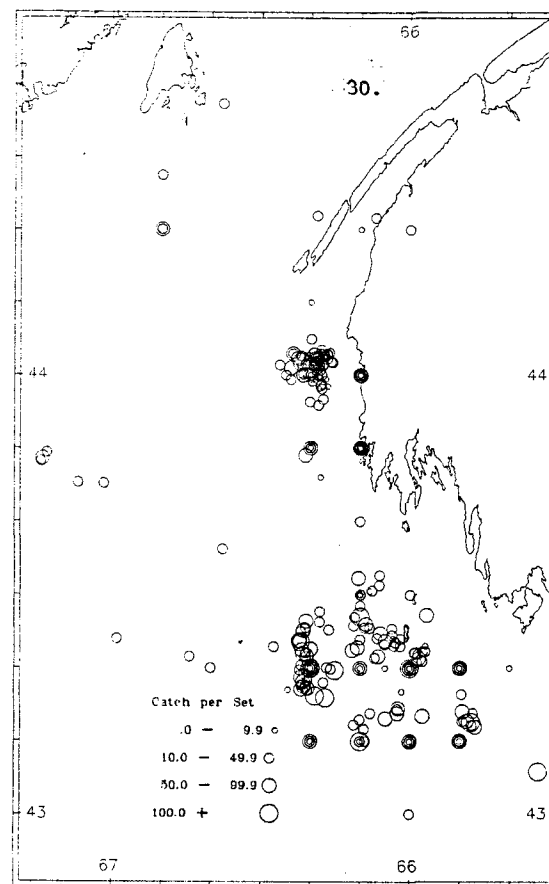 66
30.
44 44
Catch per Set
.0 – 9.9
10.0 – 49.9
50.0 – 99.9
100.0 +
43 43
67 66